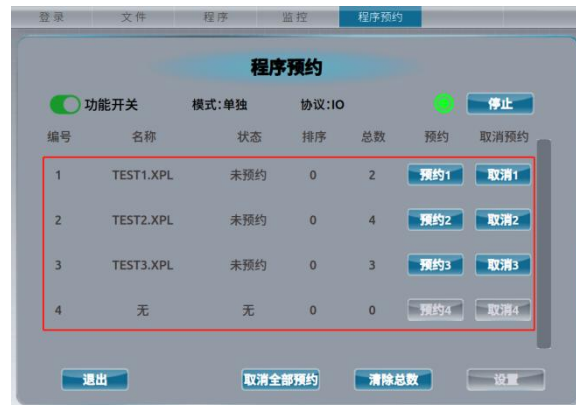 登录 文件 程序 监控 程序预约
程序预约
功能开关 模式:单独 协议:IO 停止
编号 名称 状态 排序 总数 预约 取消预约
1 TEST1.XPL 未预约 0 2 预约1 取消1
2 TEST2.XPL 未预约 0 4 预约2 取消2
3 TEST3.XPL 未预约 0 3 预约3 取消3
4 无 无 0 0 预约4 取消4
退出 取消全部预约 清除总数 设置